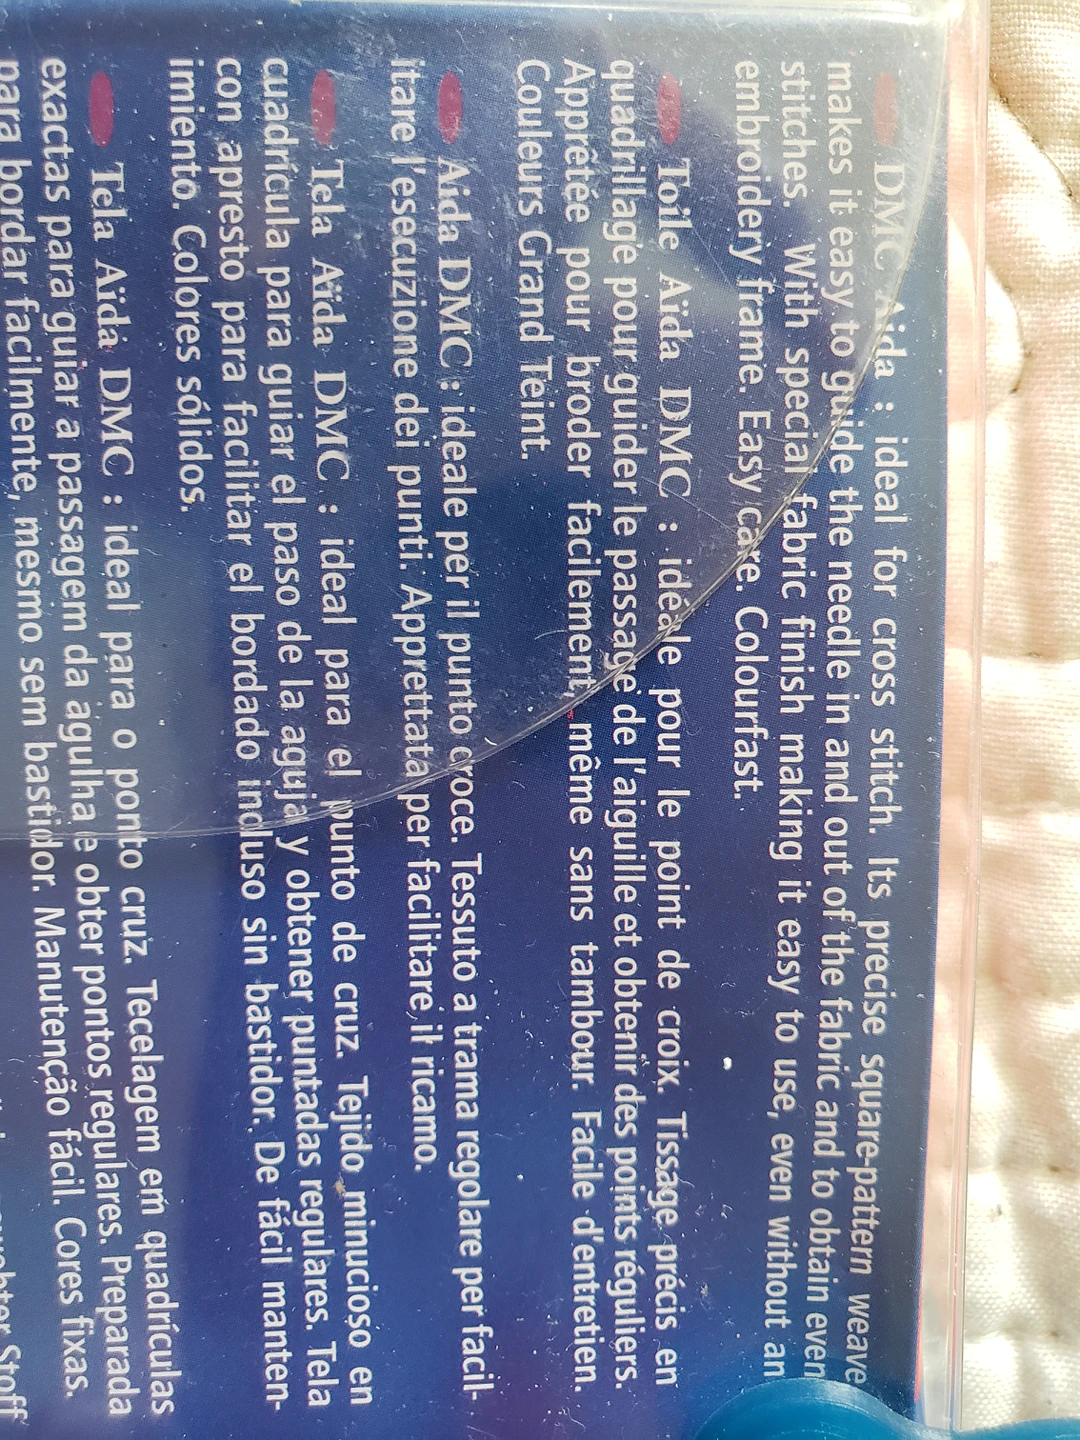 DMC Aida : ideal for cross stitch. Its precise square-pattern weave
makes it easy to guide the needle in and out of the fabric and to obtain even
stitches. With special fabric finish making it easy to use, even without an
embroidery frame. Easy care. Colourfast.
Toile Aïda DMC : idéale pour le point de croix. Tissage précis en
quadrillage pour guider le passage de l'aiguille et obtenir des points réguliers.
Apprêtée pour broder facilement même sans tambour. Facile d'entretien.
Couleurs Grand Teint.
Aida DMC : ideale per il punto croce. Tessuto a trama regolare per facil-
itare l'esecuzione dei punti. Apprettata per facilitare il ricamo.
Tela Aïda DMC : ideal para el punto de cruz. Tejido minucioso en
cuadrícula para guiar el paso de la aguja y obtener puntadas regulares. Tela
con apresto para facilitar el bordado incluso sin bastidor. De fácil manten-
imiento. Colores sólidos.
Tela Aïda DMC : ideal para o ponto cruz. Tecelagem em quadrículas
exactas para guiar a passagem da agulha e obter pontos regulares. Preparada
para bordar facilmente, mesmo sem bastidor. Manutenção fácil. Cores fixas.
Stoff